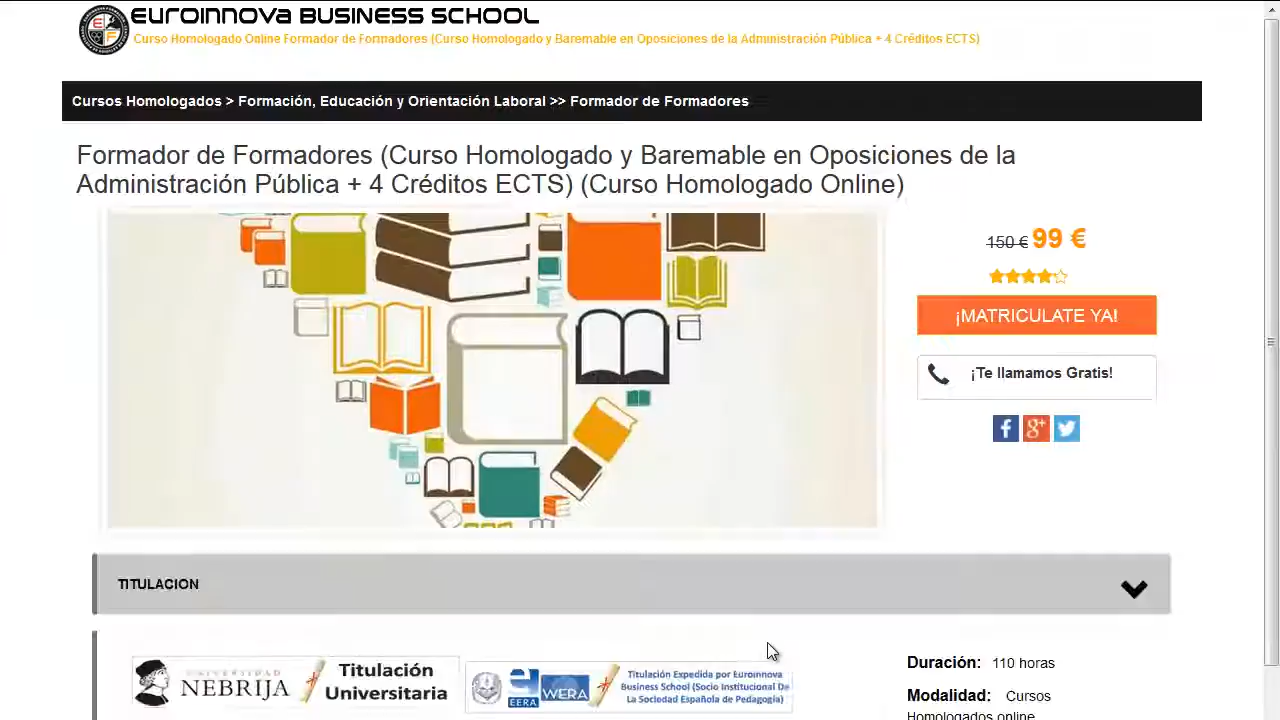 Euroinnova BUSINESS SCHOOL
Curso Homologado Online Formador de Formadores (Curso Homologado y Baremable en Oposiciones de la Administración Pública + 4 Créditos ECTS)
Cursos Homologados > Formación, Educación y Orientación Laboral >> Formador de Formadores
Formador de Formadores (Curso Homologado y Baremable en Oposiciones de la
Administración Pública + 4 Créditos ECTS) (Curso Homologado Online)
150 € 99 €
¡MATRICULATE YA!
¡Te llamamos Gratis!
TITULACION
UNIVERSIDAD
NEBRIJA
Titulación
Universitaria
EERA
WERA
Titulación Expedida por Euroinnova
Business School (Socio Institucional De
La Sociedad Española de Pedagogía)
Duración: 110 horas
Modalidad: Cursos
Homologados online